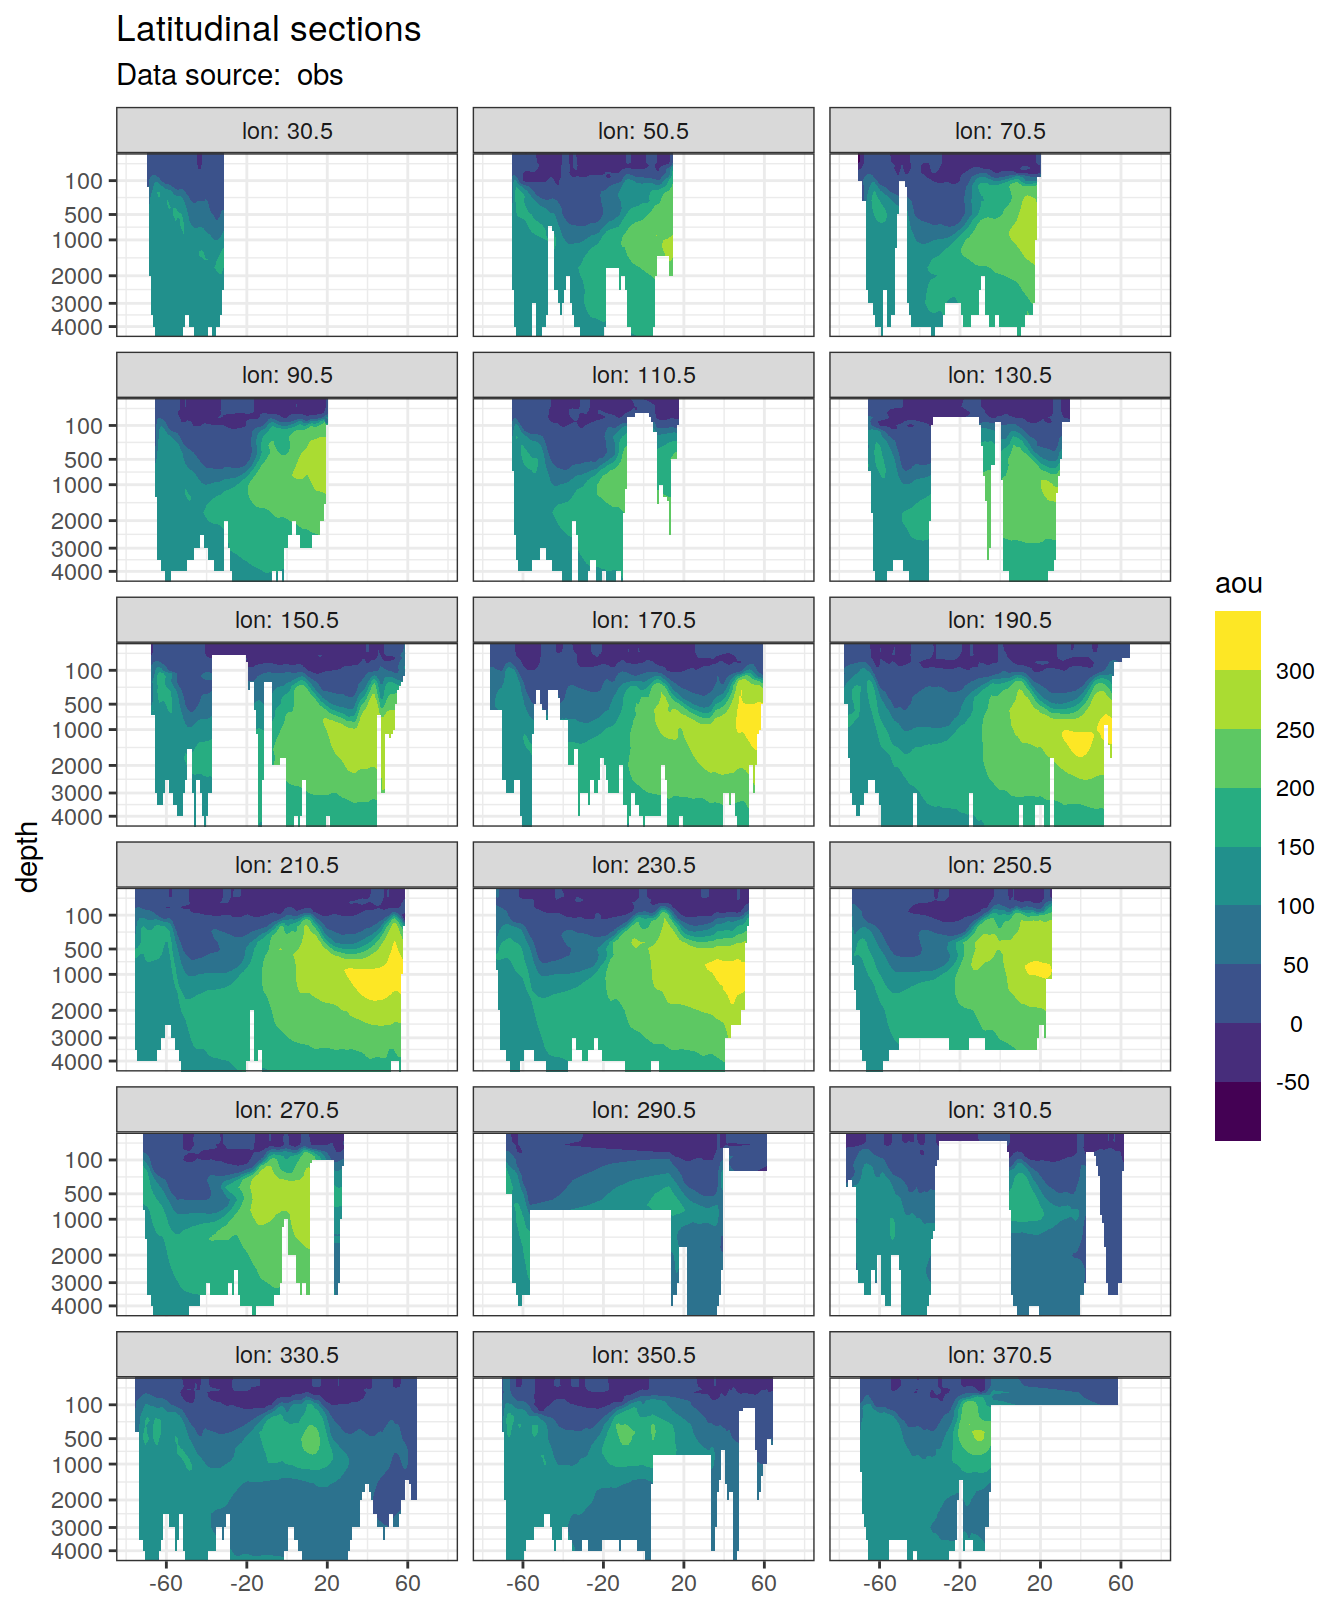 Latitudinal sections
Data source:  obs
lon: 30.5
lon: 50.5
lon: 70.5
100
500
1000
2000
3000
4000
lon: 90.5
lon: 110.5
lon: 130.5
100
500
1000
2000
3000
4000
lon: 150.5
lon: 170.5
lon: 190.5
100
500
1000
2000
3000
4000
depth
lon: 210.5
lon: 230.5
lon: 250.5
100
500
1000
2000
3000
4000
lon: 270.5
lon: 290.5
lon: 310.5
100
500
1000
2000
3000
4000
lon: 330.5
lon: 350.5
lon: 370.5
100
500
1000
2000
3000
4000
-60 -20 20 60
-60 -20 20 60
-60 -20 20 60
aou
300
250
200
150
100
50
0
-50